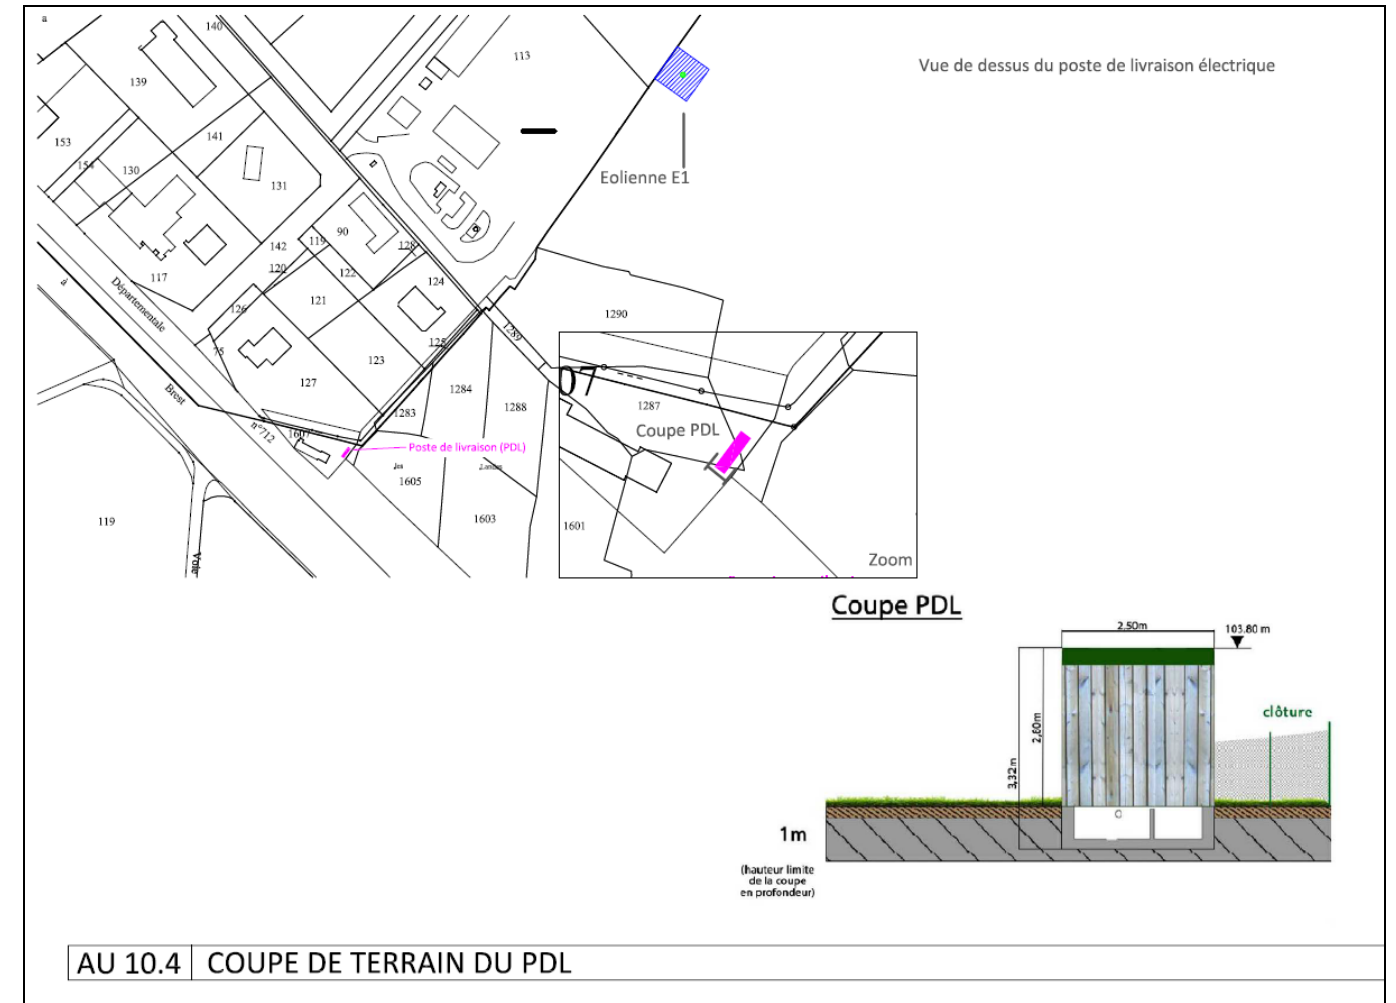 a
140
113
Vue de dessus du poste de livraison électrique
139
153
141
154
130
131
Eolienne E1
90
119
128
142
120
122
117
124
à
Départementale
121
126
1290
1289
125
75
123
127
1284
Brest
07
1283
1288
1287
n°712
1607
Coupe PDL
Poste de livraison (PDL)
1605
1603
1601
119
Zoom
Voie
Coupe PDL
2.50m
103.80 m
clôture
2,60m
3,32m
1m
(hauteur limite
de la coupe
en profondeur)
AU 10.4 COUPE DE TERRAIN DU PDL